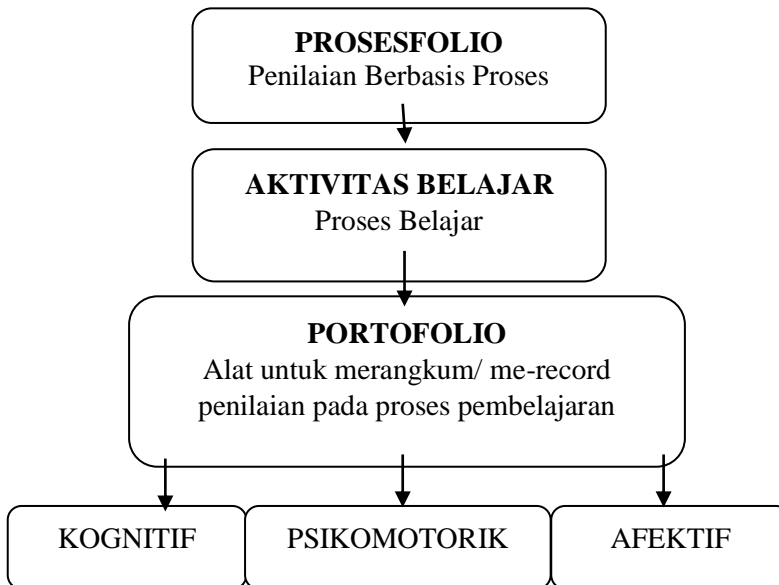 PROSESFOLIO
Penilaian Berbasis Proses
AKTIVITAS BELAJAR
Proses Belajar
PORTOFOLIO
Alat untuk merangkum/ me-record
penilaian pada proses pembelajaran
KOGNITIF
PSIKOMOTORIK
AFEKTIF